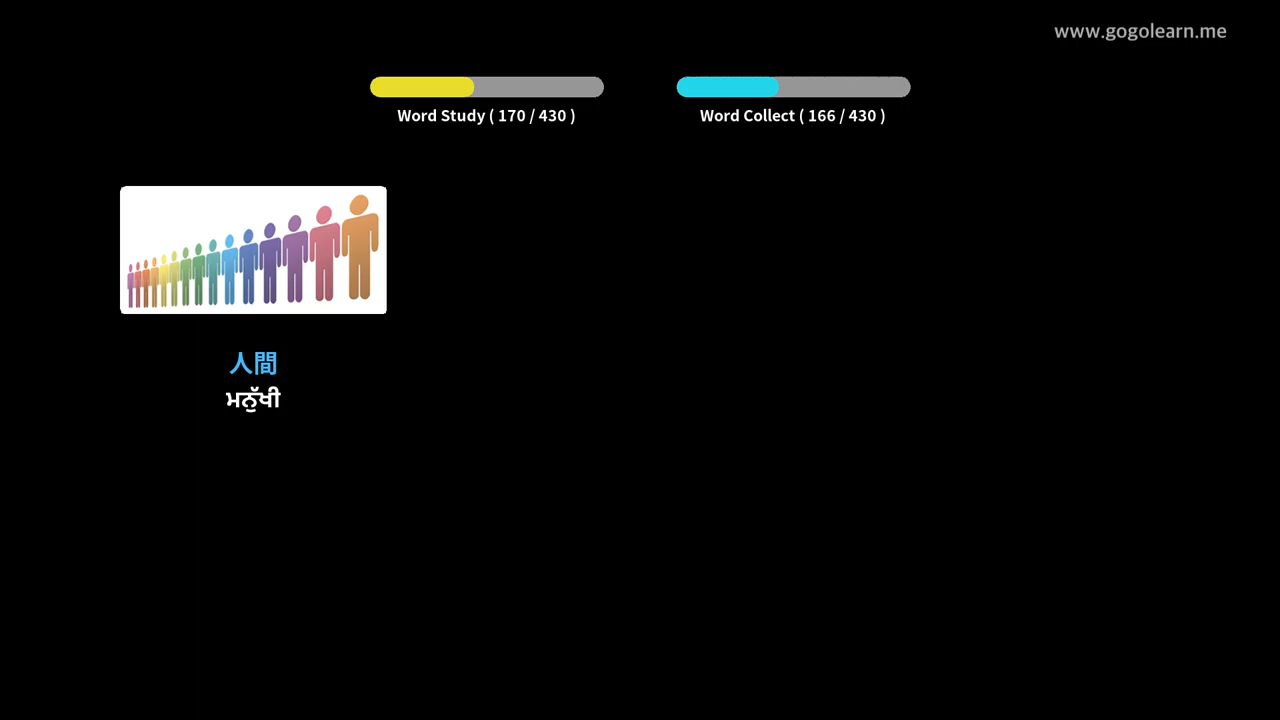 www.gogolearn.me
Word Study ( 170 / 430 )
Word Collect ( 166 / 430 )
人間
ਮਨੁੱਖੀ